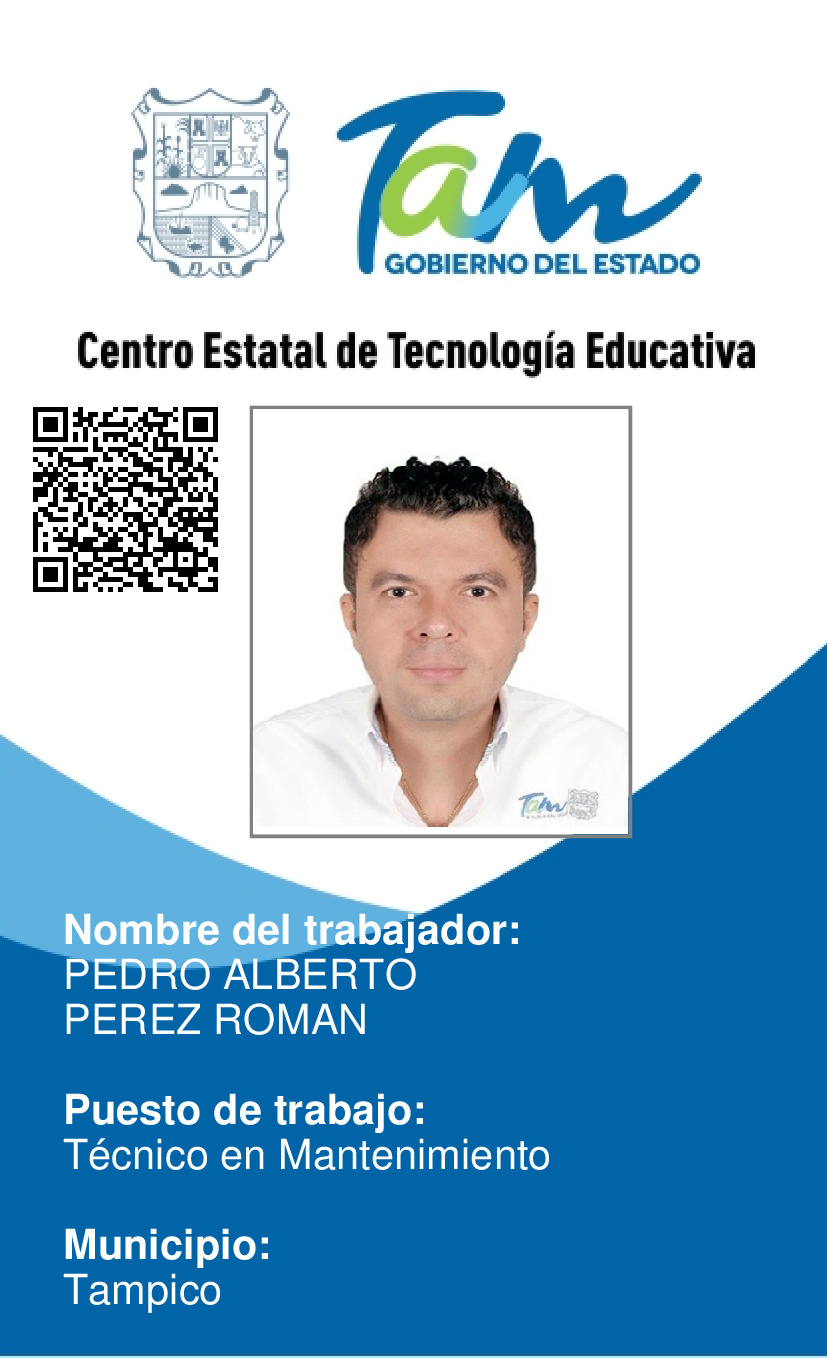 Tam
GOBIERNO DEL ESTADO
Centro Estatal de Tecnología Educativa
Tam
Nombre del trabajador:
PEDRO ALBERTO
PEREZ ROMAN
Puesto de trabajo:
Técnico en Mantenimiento
Municipio:
Tampico